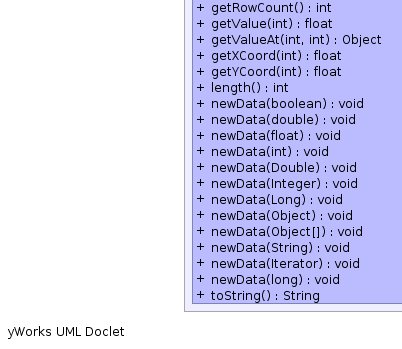 + getRowCount() : int
+ getValue(int) : float
+ getValueAt(int, int) : Object
+ getXCoord(int) : float
+ getYCoord(int) : float
+ length() : int
+ newData(boolean) : void
+ newData(double) : void
+ newData(float) : void
+ newData(int) : void
+ newData(Double) : void
+ newData(Integer) : void
+ newData(Long) : void
+ newData(Object) : void
+ newData(Object[]) : void
+ newData(String) : void
+ newData(Iterator) : void
+ newData(long) : void
+ toString() : String
yWorks UML Doclet